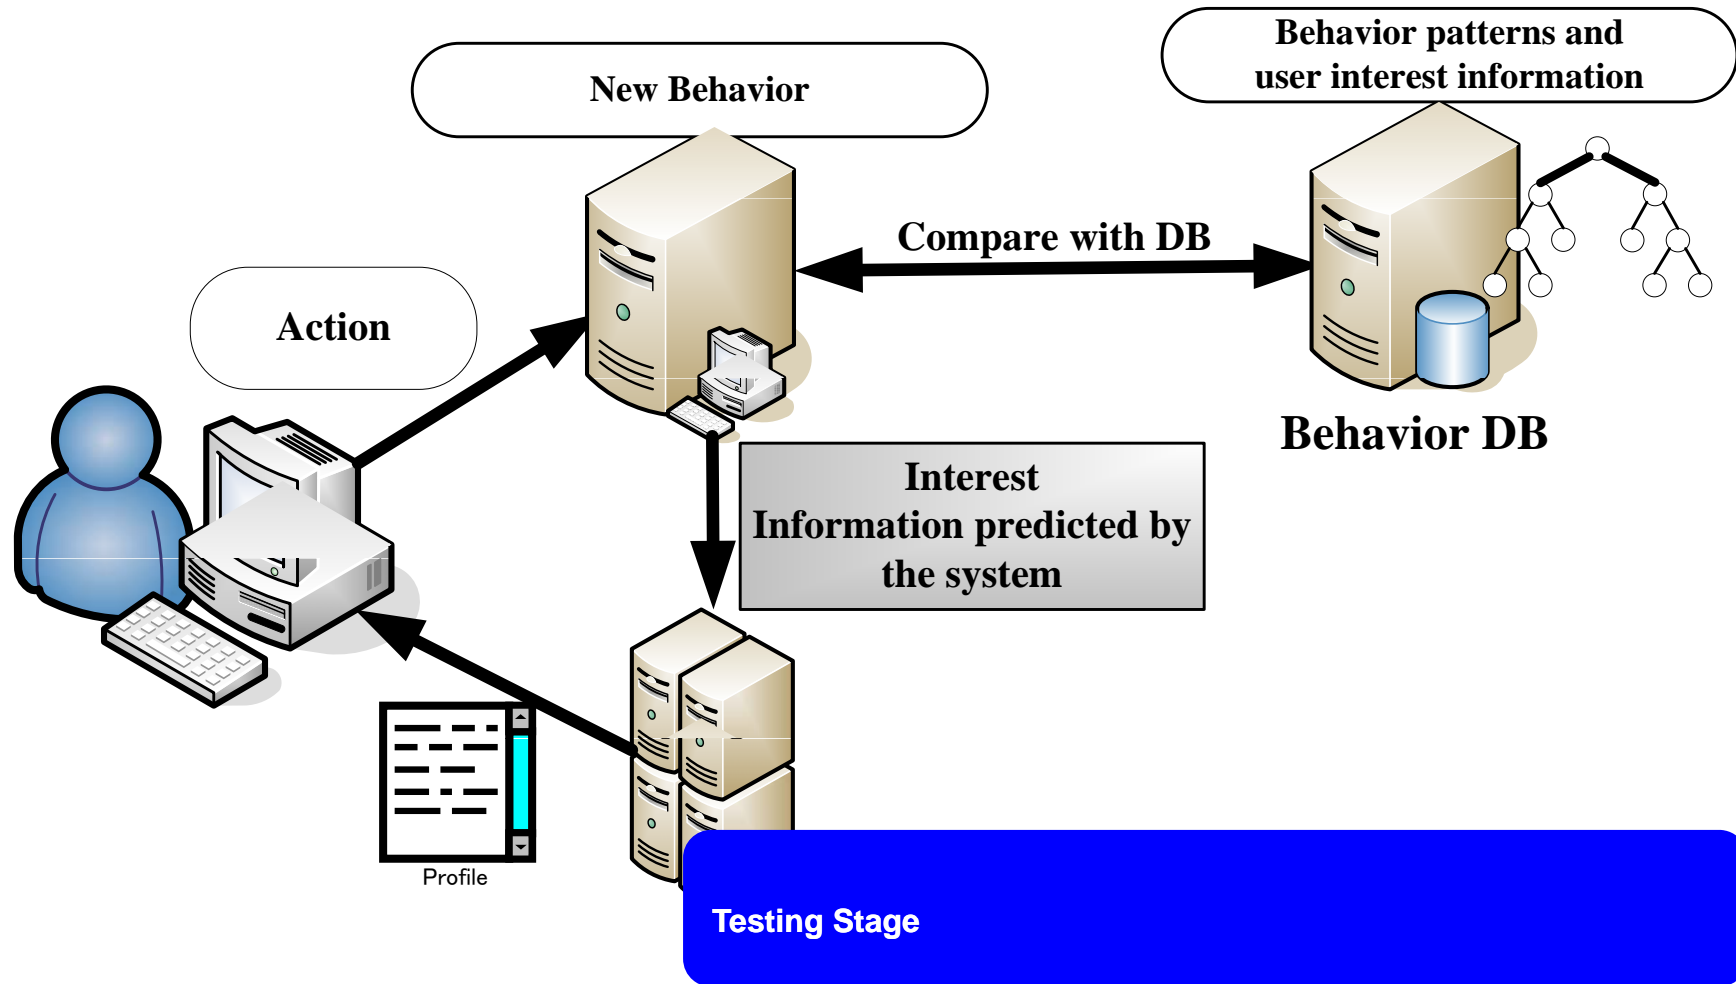 Behavior patterns and
user interest information
New Behavior
Compare with DB
Action
Behavior DB
Interest
Information predicted by
the system
Profile
Testing Stage